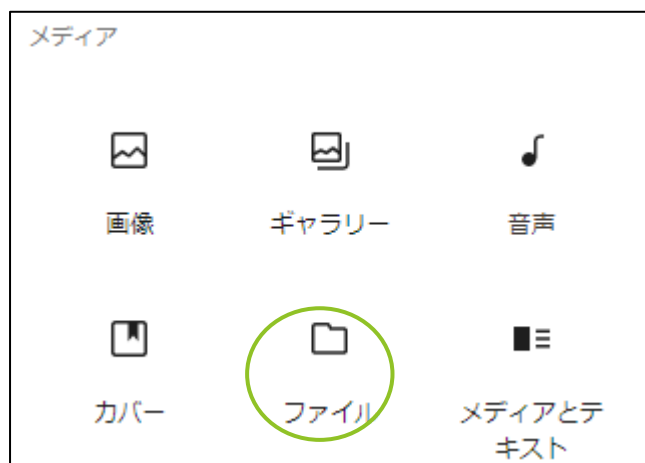 メディア
画像
ギャラリー
音声
カバー
ファイル
メディアとテ
キスト